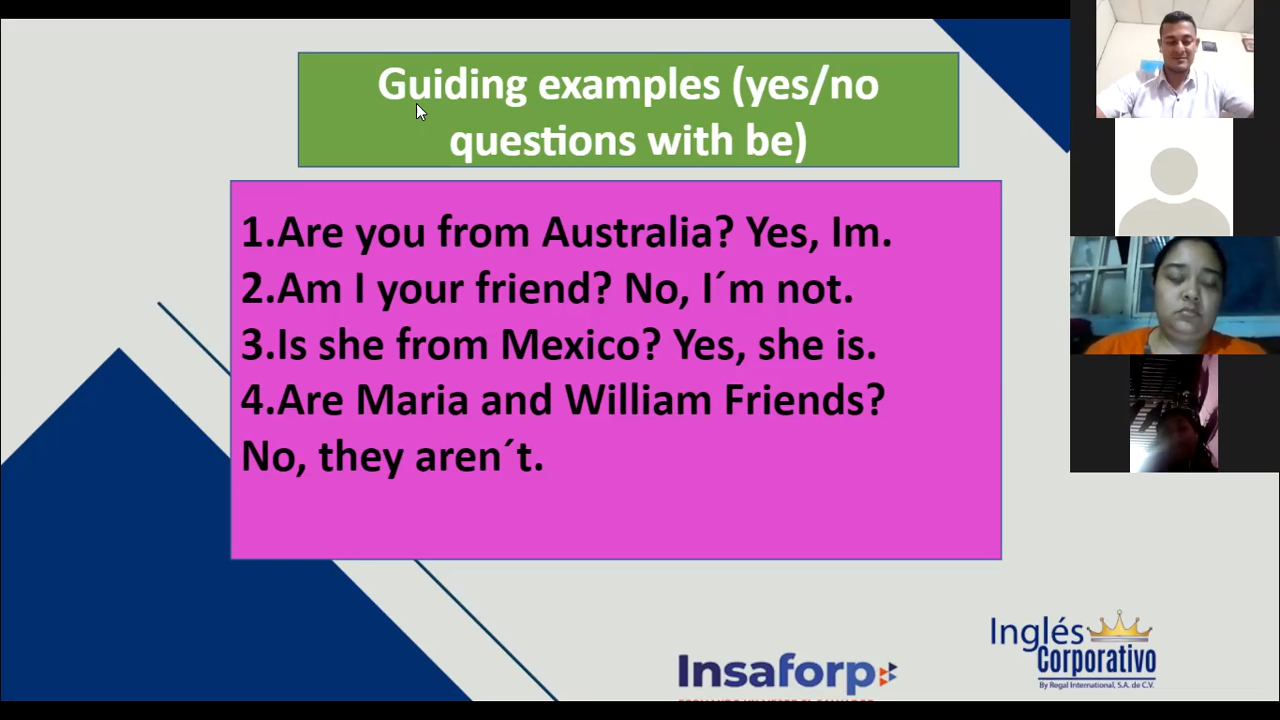 Guiding examples (yes/no
questions with be)
1.Are you from Australia? Yes, Im.
2.Am I your friend? No, I´m not.
3.Is she from Mexico? Yes, she is.
4.Are Maria and William Friends?
No, they aren´t.
Inglés
Corporativo
By Regal International, S.A. de C.V.
Insaforp